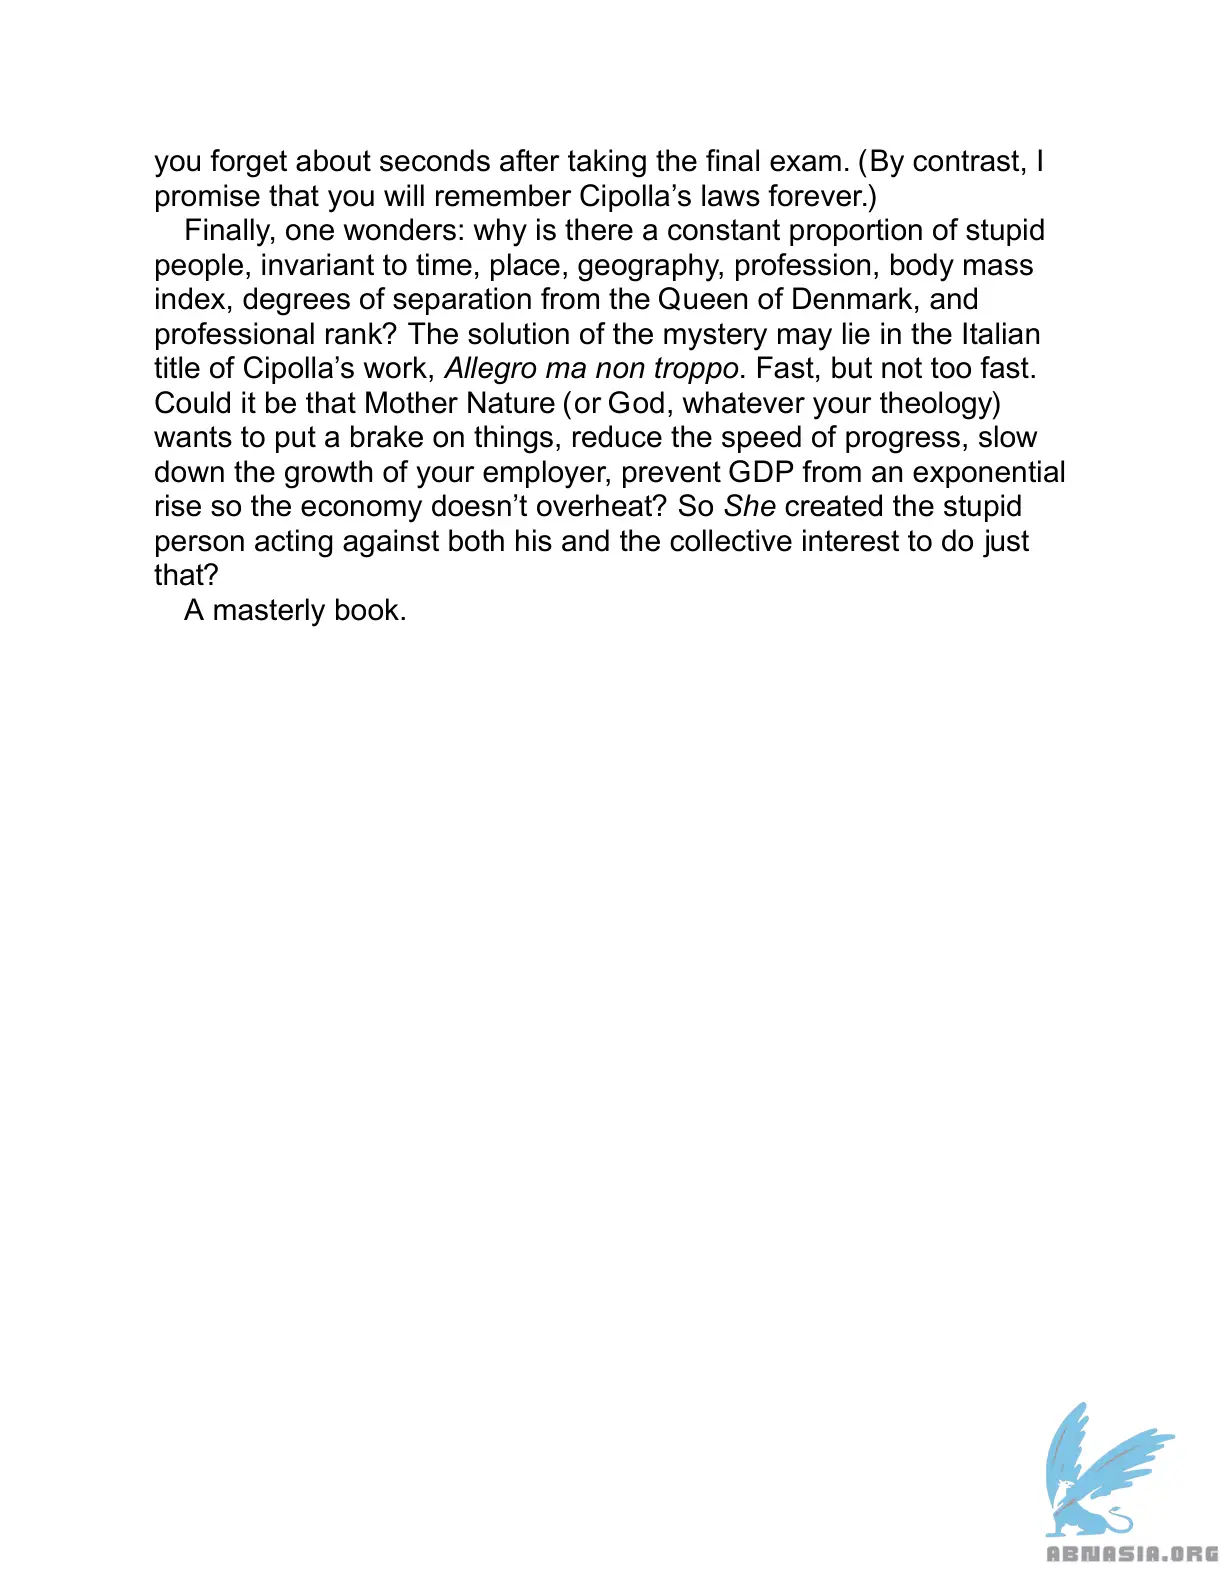 you forget about seconds after taking the final exam. (By contrast, I
promise that you will remember Cipolla’s laws forever.)
Finally, one wonders: why is there a constant proportion of stupid
people, invariant to time, place, geography, profession, body mass
index, degrees of separation from the Queen of Denmark, and
professional rank? The solution of the mystery may lie in the Italian
title of Cipolla’s work, Allegro ma non troppo. Fast, but not too fast.
Could it be that Mother Nature (or God, whatever your theology)
wants to put a brake on things, reduce the speed of progress, slow
down the growth of your employer, prevent GDP from an exponential
rise so the economy doesn’t overheat? So She created the stupid
person acting against both his and the collective interest to do just
that?
A masterly book.
ABNASIA.ORG